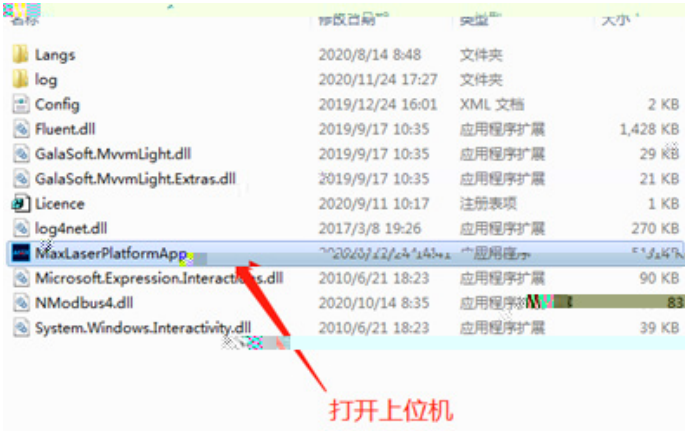 名称 修改日期 类型 大小
Langs 2020/8/14 8:48 文件夹
log 2020/11/24 17:27 文件夹
Config 2019/12/24 16:01 XML 文档 2 KB
Fluent.dll 2019/9/17 10:35 应用程序扩展 1,428 KB
GalaSoft.MvvmLight.dll 2019/9/17 10:35 应用程序扩展 29 KB
GalaSoft.MvvmLight.Extras.dll 2019/9/17 10:35 应用程序扩展 21 KB
Licence 2020/9/11 10:17 注册表项 1 KB
log4net.dll 2017/3/8 19:26 应用程序扩展 270 KB
MaxLaserPlatformApp 应用程序
Microsoft.Expression.Interactions.dll 2010/6/21 18:23 应用程序扩展 90 KB
NModbus4.dll 2020/10/14 8:35 应用程序 83
System.Windows.Interactivity.dll 2010/6/21 18:23 应用程序扩展 39 KB
打开上位机